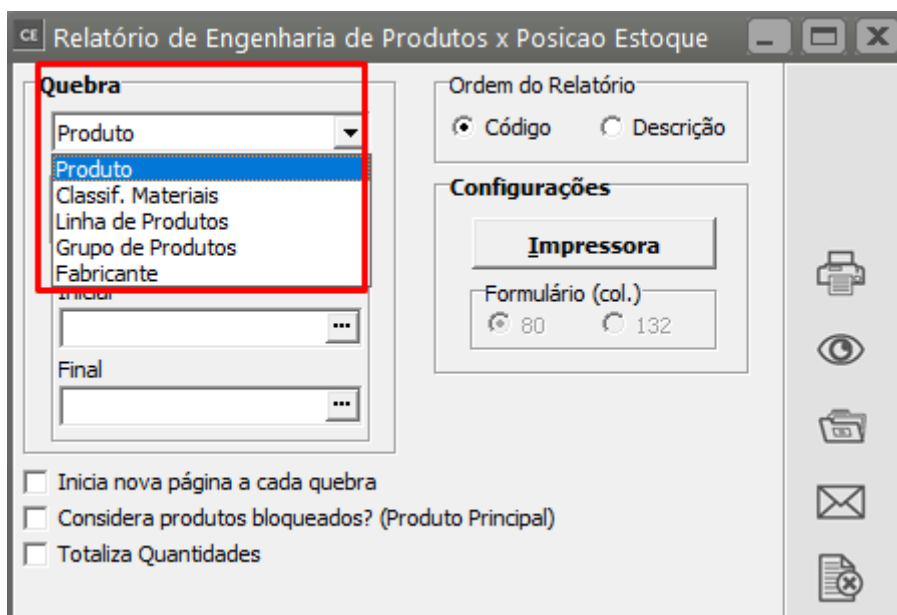 CE Relatório de Engenharia de Produtos x Posicao Estoque
Quebra
Produto
Produto
Classif. Materiais
Linha de Produtos
Grupo de Produtos
Fabricante
Inicial
Final
Ordem do Relatório
Código Descrição
Configurações
Impressora
Formulário (col.)
80 132
Inicia nova página a cada quebra
Considera produtos bloqueados? (Produto Principal)
Totaliza Quantidades